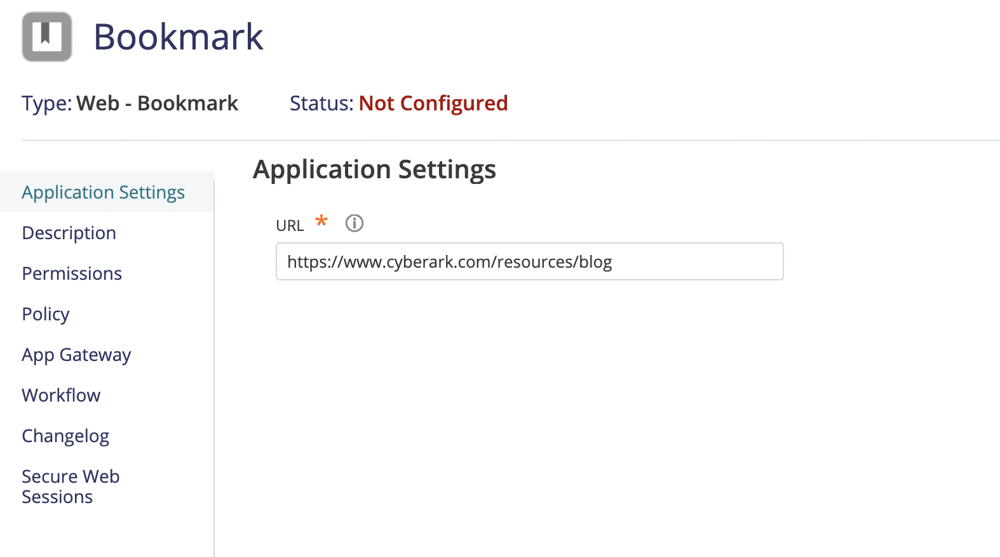 Bookmark
Type: Web - Bookmark Status: Not Configured
Application Settings
Description
Permissions
Policy
App Gateway
Workflow
Changelog
Secure Web
Sessions
Application Settings
URL *
https://www.cyberark.com/resources/blog